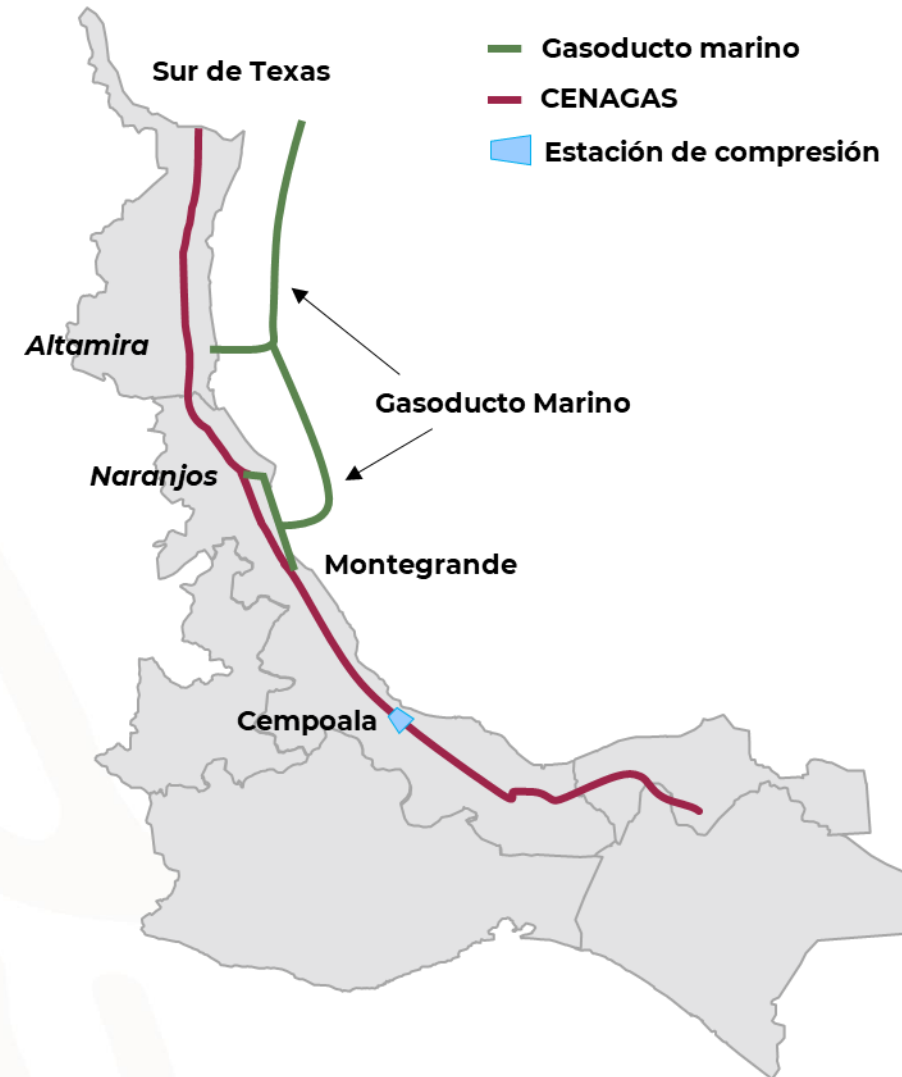 Sur de Texas
Gasoducto marino
CENAGAS
Estación de compresión
Altamira
Gasoducto Marino
Naranjos
Montegrande
Cempoala